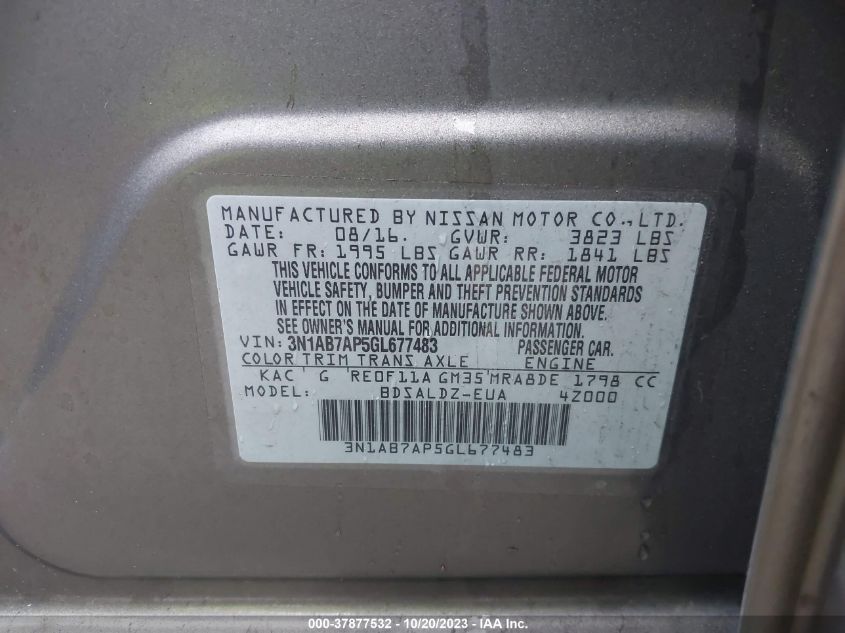 MANUFACTURED BY NISSAN MOTOR CO., LTD.
DATE: 08/16. GVWR: 3823 LBS
GAWR FR: 1995 LBS GAWR RR: 1841 LBS
THIS VEHICLE CONFORMS TO ALL APPLICABLE FEDERAL MOTOR
VEHICLE SAFETY, BUMPER AND THEFT PREVENTION STANDARDS
IN EFFECT ON THE DATE OF MANUFACTURE SHOWN ABOVE.
SEE OWNER'S MANUAL FOR ADDITIONAL INFORMATION.
VIN: 3N1AB7AP5GL677483 PASSENGER CAR.
COLOR TRIM TRANS AXLE ENGINE
KAC G RE0F11A GM35 MRA8DE 1798 CC
MODEL: BDSALDZ-EUA 4Z000
3N1AB7AP5GL677483
000-37877532 - 10/20/2023 - IAA Inc.